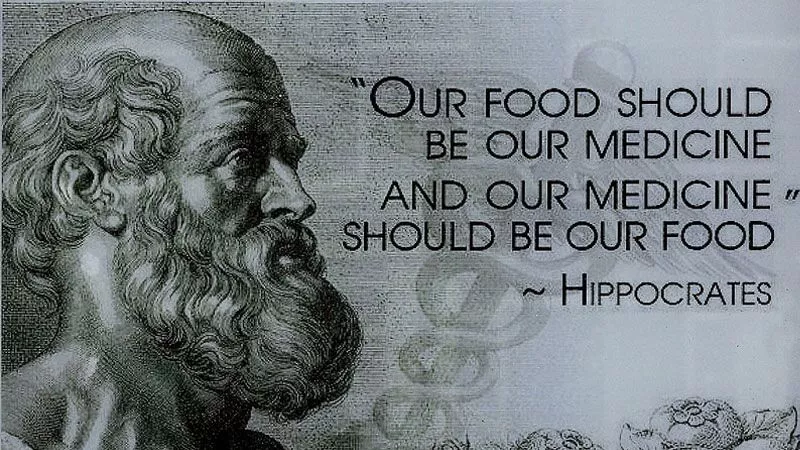 "OUR FOOD SHOULD
BE OUR MEDICINE
AND OUR MEDICINE"
SHOULD BE OUR FOOD
~ HIPPOCRATES